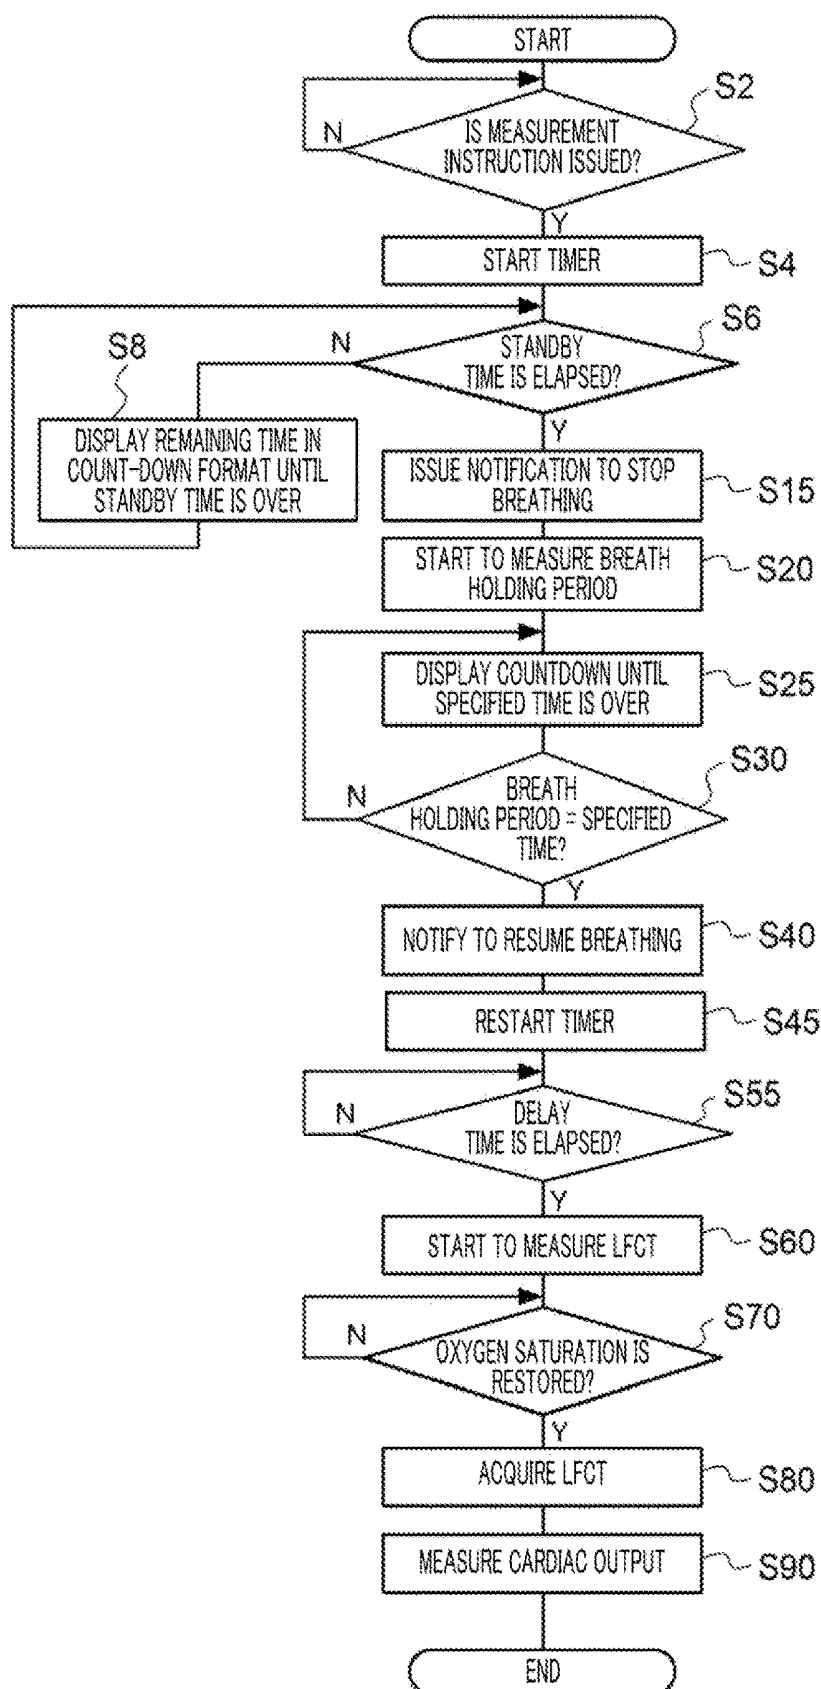 START
S2
N
IS MEASUREMENT
INSTRUCTION ISSUED?
Y
START TIMER
S4
S6
N
STANDBY
TIME IS ELAPSED?
S8
Y
DISPLAY REMAINING TIME IN
COUNT-DOWN FORMAT UNTIL
STANDBY TIME IS OVER
ISSUE NOTIFICATION TO STOP
BREATHING
S15
START TO MEASURE BREATH
HOLDING PERIOD
S20
DISPLAY COUNTDOWN UNTIL
SPECIFIED TIME IS OVER
S25
S30
N
BREATH
HOLDING PERIOD = SPECIFIED
TIME?
Y
NOTIFY TO RESUME BREATHING
S40
RESTART TIMER
S45
S55
N
DELAY
TIME IS ELAPSED?
Y
START TO MEASURE LFCT
S60
S70
N
OXYGEN SATURATION IS
RESTORED?
Y
ACQUIRE LFCT
S80
MEASURE CARDIAC OUTPUT
S90
END